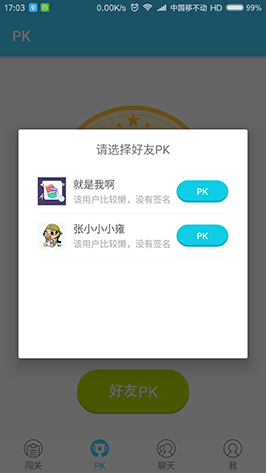 17:03
0.00K/s
中国移不动 HD
99%
PK
请选择好友PK
就是我啊
该用户比较懒，没有签名
PK
张小小小雍
该用户比较懒，没有签名
PK
好友PK
闯关
PK
聊天
我